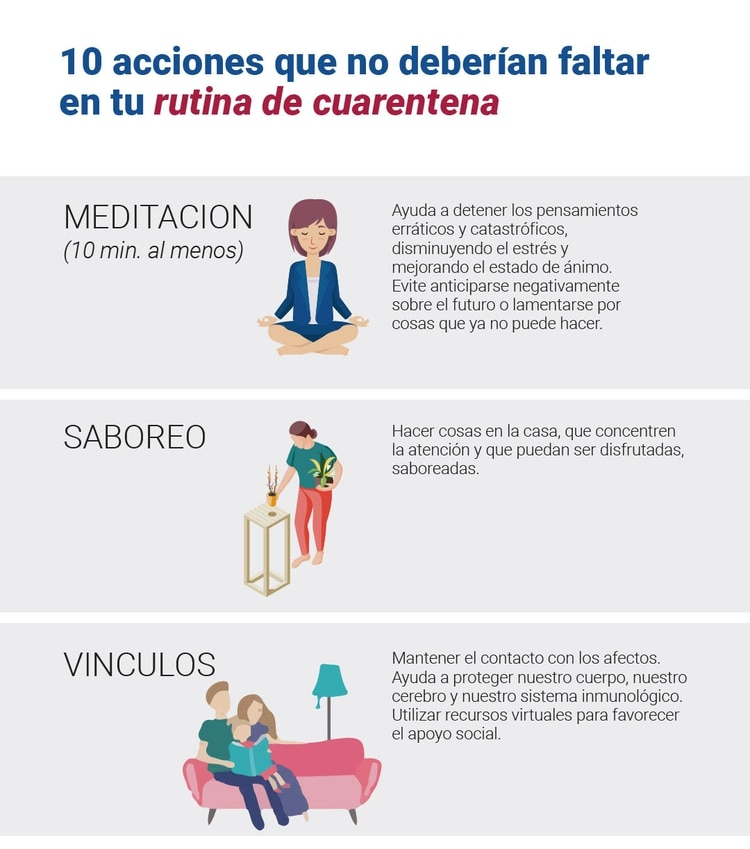 10 acciones que no deberían faltar
en tu rutina de cuarentena
MEDITACION
(10 min. al menos)
Ayuda a detener los pensamientos
erráticos y catastróficos,
disminuyendo el estrés y
mejorando el estado de ánimo.
Evite anticiparse negativamente
sobre el futuro o lamentarse por
cosas que ya no puede hacer.
SABOREO
Hacer cosas en la casa, que concentren
la atención y que puedan ser disfrutadas,
saboreadas.
VINCULOS
Mantener el contacto con los afectos.
Ayuda a proteger nuestro cuerpo, nuestro
cerebro y nuestro sistema inmunológico.
Utilizar recursos virtuales para favorecer
el apoyo social.